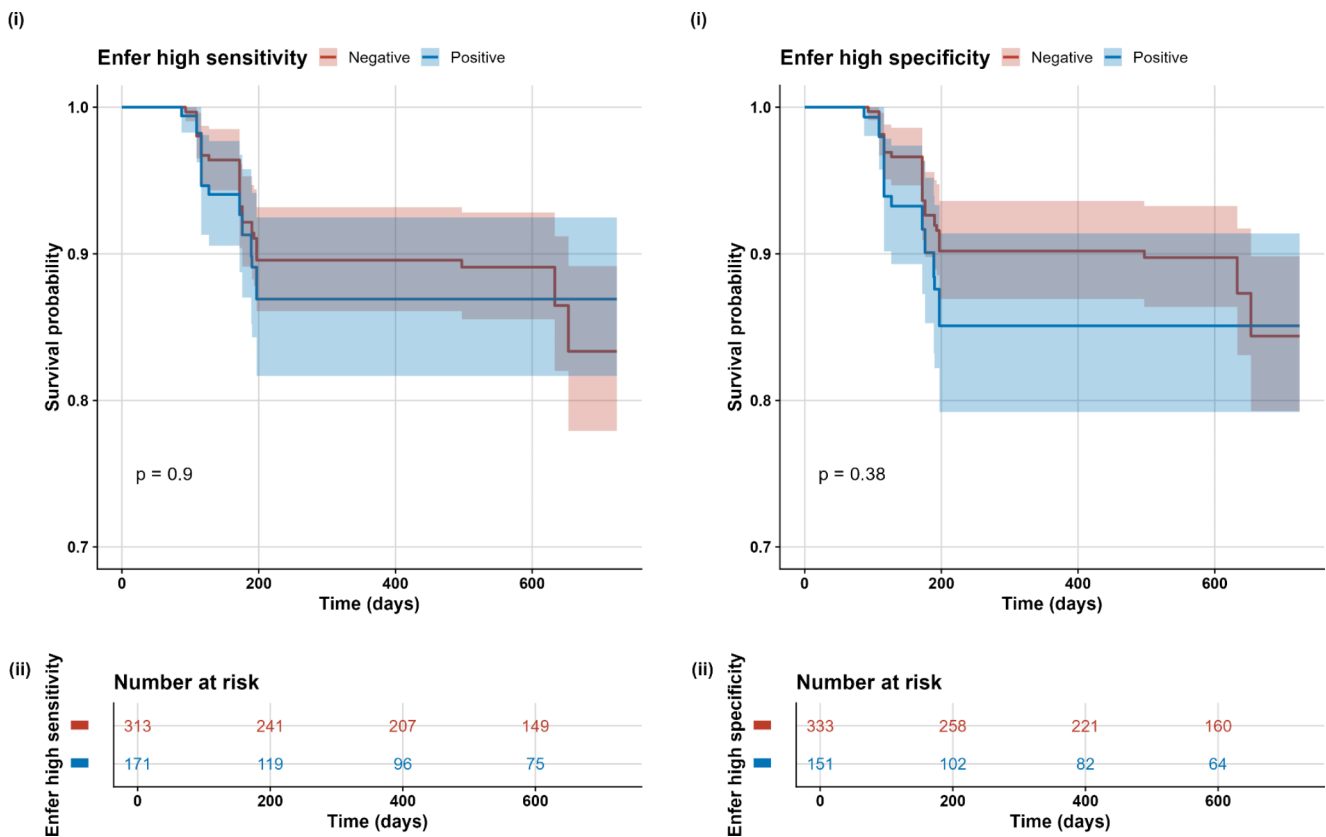 (i)
Enfer high sensitivity Negative Positive
1.0
0.9
0.8
0.7
Survival probability
p = 0.9
0 200 400 600
Time (days)
(ii)
Enfer high sensitivity
Number at risk
313 241 207 149
171 119 96 75
0 200 400 600
Time (days)
(i)
Enfer high specificity Negative Positive
1.0
0.9
0.8
0.7
Survival probability
p = 0.38
0 200 400 600
Time (days)
(ii)
Enfer high specificity
Number at risk
333 258 221 160
151 102 82 64
0 200 400 600
Time (days)